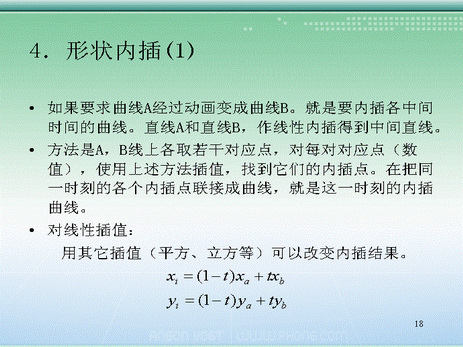 4. 形状内插(1)
• 如果要求曲线A经过动画变成曲线B。就是要内插各中间
时间的曲线。直线A和直线B，作线性内插得到中间直线。
• 方法是A，B线上各取若干对应点，对每对对应点（数
值），使用上述方法插值，找到它们的内插点。在把同
一时刻的各个内插点联接成曲线，就是这一时刻的内插
曲线。
• 对线性插值：
用其它插值（平方、立方等）可以改变内插结果。
x_t = (1-t)x_a + tx_b
y_t = (1-t)y_a + ty_b
18